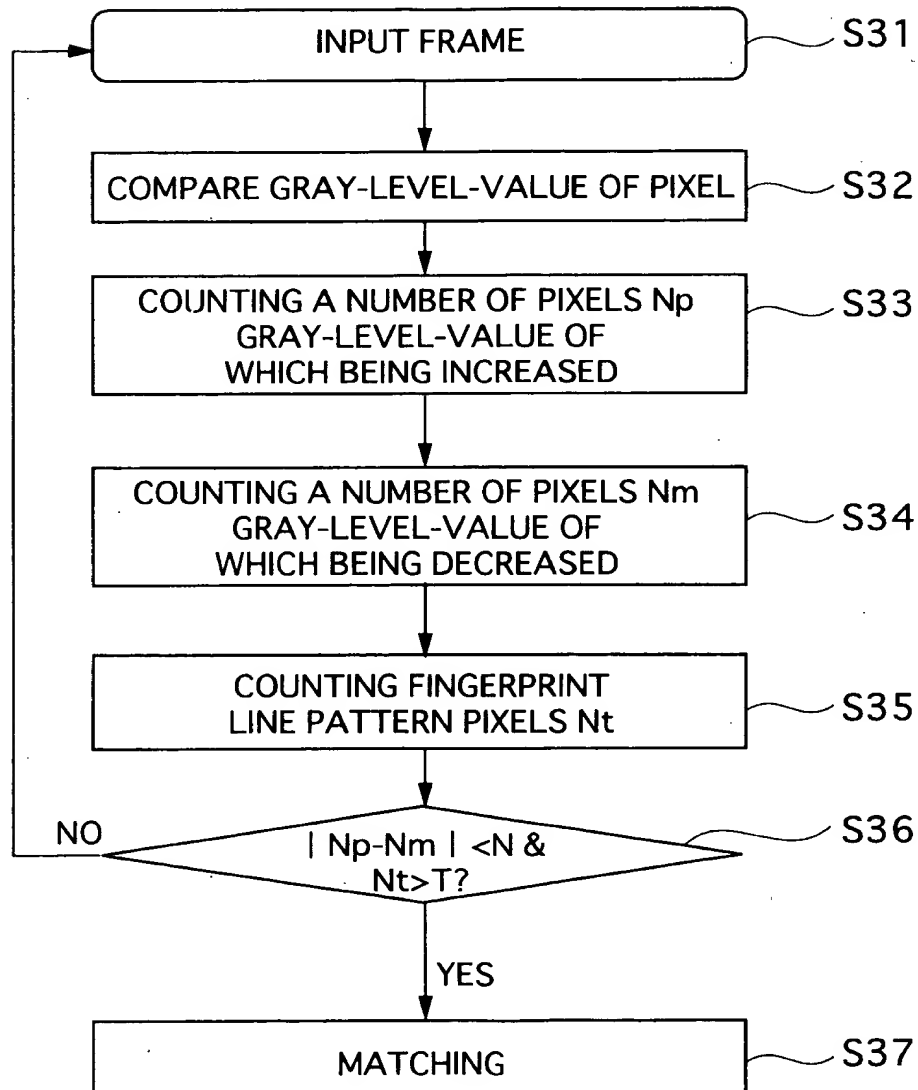 INPUT FRAME
S31
COMPARE GRAY-LEVEL-VALUE OF PIXEL
S32
COUNTING A NUMBER OF PIXELS Np
GRAY-LEVEL-VALUE OF
WHICH BEING INCREASED
S33
COUNTING A NUMBER OF PIXELS Nm
GRAY-LEVEL-VALUE OF
WHICH BEING DECREASED
S34
COUNTING FINGERPRINT
LINE PATTERN PIXELS Nt
S35
NO
| Np-Nm | <N &
Nt>T?
S36
YES
MATCHING
S37